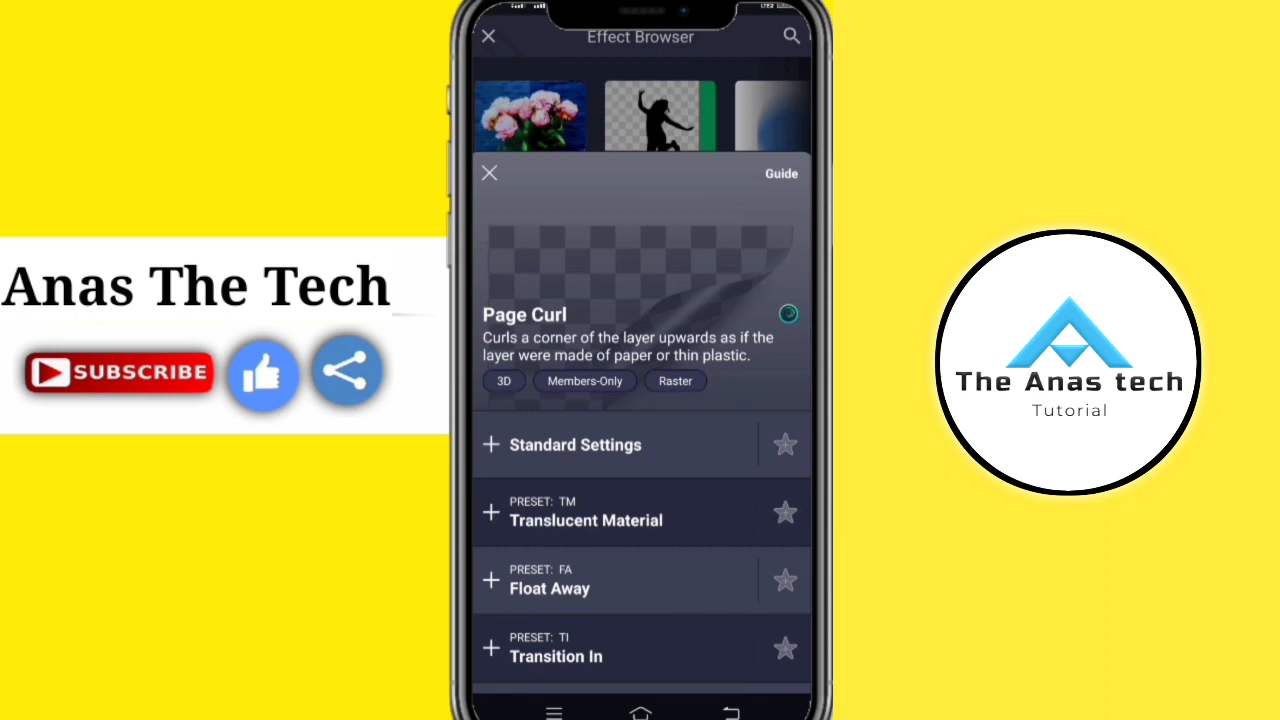 Effect Browser
Guide
Page Curl
Curls a corner of the layer upwards as if the
layer were made of paper or thin plastic.
3D
Members-Only
Raster
Standard Settings
PRESET: TM
Translucent Material
PRESET: FA
Float Away
PRESET: TI
Transition In
Anas The Tech
SUBSCRIBE
The Anas tech
Tutorial